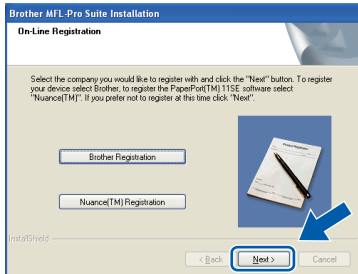 Brother MFL-Pro Suite Installation
On-Line Registration
Select the company you would like to register with and click the "Next" button. To register
your device select Brother, to register the PaperPort(TM) 11SE software select
"Nuance(TM)". If you prefer not to register at this time click "Next".
Brother Registration
Product Registration
Nuance(TM) Registration
InstallShield
< Back
Next >
Cancel